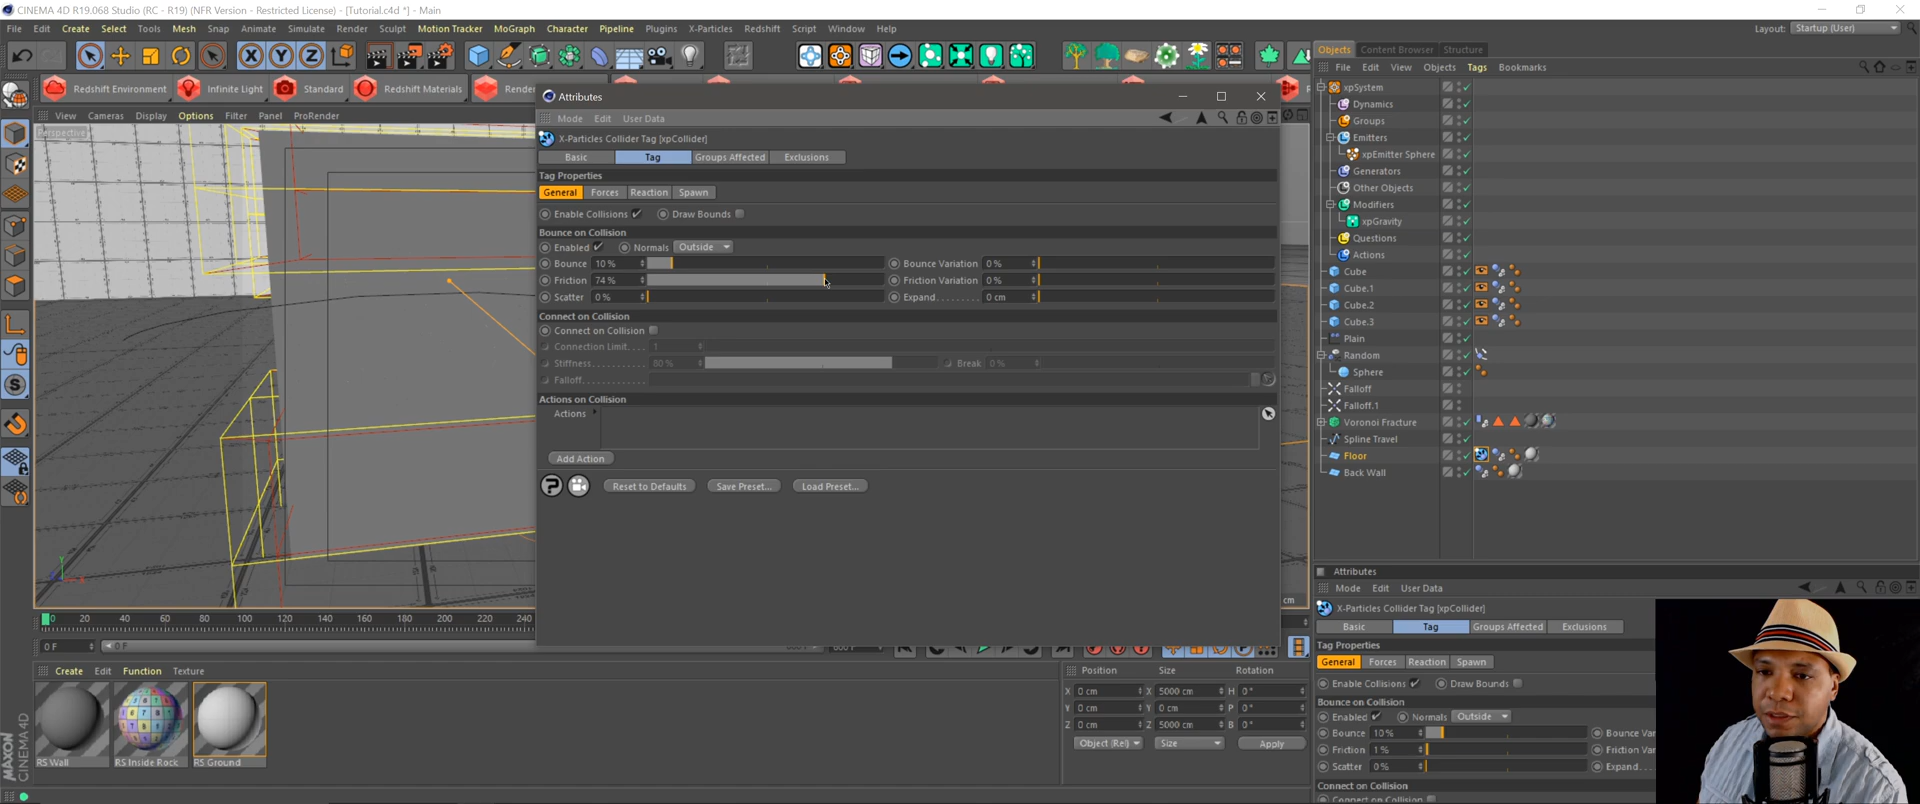 CINEMA 4D R19.068 Studio (RC - R19) (NFR Version - Restricted License) - [Tutorial.c4d *] - Main
File Edit Create Select Tools Mesh Snap Animate Simulate Render Sculpt Motion Tracker MoGraph Character Pipeline Plugins X-Particles Redshift Script Window Help
Layout: Startup (User)
X Y Z
Objects Content Browser Structure
File Edit View Objects Tags Bookmarks
Redshift Environment Infinite Light Standard Redshift Materials Render
View Cameras Display Options Filter Panel ProRender
Perspective
Attributes
Mode Edit User Data
X-Particles Collider Tag [xpCollider]
Basic Tag Groups Affected Exclusions
Tag Properties
General Forces Reaction Spawn
Enable Collisions Draw Bounds
Bounce on Collision
Enabled Normals Outside
Bounce 10 % Bounce Variation 0 %
Friction 74 % Friction Variation 0 %
Scatter 0 % Expand......... 0 cm
Connect on Collision
Connect on Collision
Connection Limit.... 1
Stiffness............ 80 % Break 0 %
Falloff..............
Actions on Collision
Actions
Add Action
Reset to Defaults Save Preset... Load Preset...
xpSystem
Dynamics
Groups
Emitters
xpEmitter Sphere
Generators
Other Objects
Modifiers
xpGravity
Questions
Actions
Cube
Cube.1
Cube.2
Cube.3
Plain
Random
Sphere
Falloff
Falloff.1
Voronoi Fracture
Spline Travel
Floor
Back Wall
cm
0 20 40 60 80 100 120 140 160 180 200 220 240
0 F 0 F
Create Edit Function Texture
RS Wall RS Inside Rock RS Ground
MAXON CINEMA 4D
Position Size Rotation
X 0 cm X 5000 cm H 0 °
Y 0 cm Y 0 cm P 0 °
Z 0 cm Z 5000 cm B 0 °
Object (Rel) Size Apply
Attributes
Mode Edit User Data
X-Particles Collider Tag [xpCollider]
Basic Tag Groups Affected Exclusions
Tag Properties
General Forces Reaction Spawn
Enable Collisions Draw Bounds
Bounce on Collision
Enabled Normals Outside
Bounce 10 % Bounce Var
Friction 1 % Friction Var
Scatter 0 % Expand....
Connect on Collision
Connect on Collision